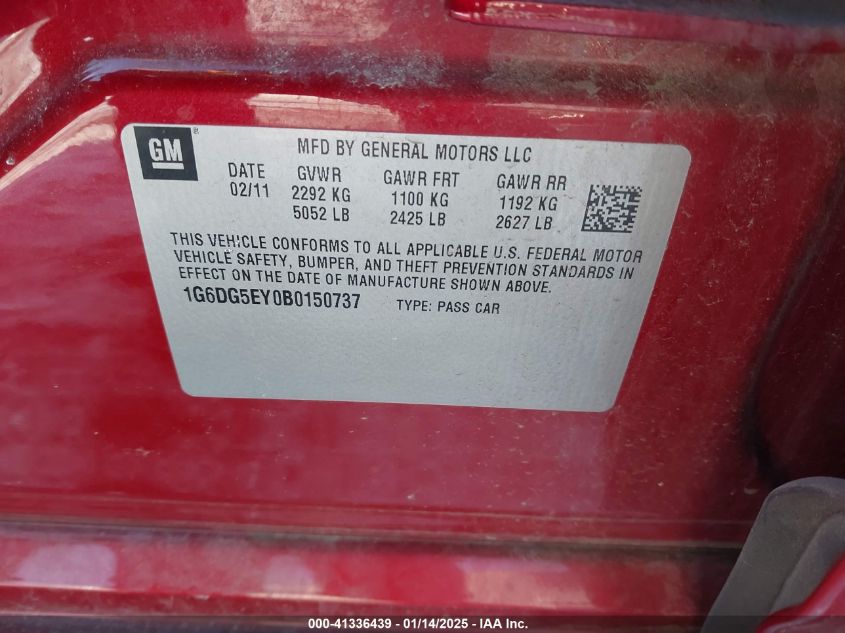 GM ®
MFD BY GENERAL MOTORS LLC
DATE GVWR GAWR FRT GAWR RR
02/11 2292 KG 1100 KG 1192 KG
5052 LB 2425 LB 2627 LB
THIS VEHICLE CONFORMS TO ALL APPLICABLE U.S. FEDERAL MOTOR
VEHICLE SAFETY, BUMPER, AND THEFT PREVENTION STANDARDS IN
EFFECT ON THE DATE OF MANUFACTURE SHOWN ABOVE.
1G6DG5EY0B0150737 TYPE: PASS CAR
000-41336439 - 01/14/2025 - IAA Inc.